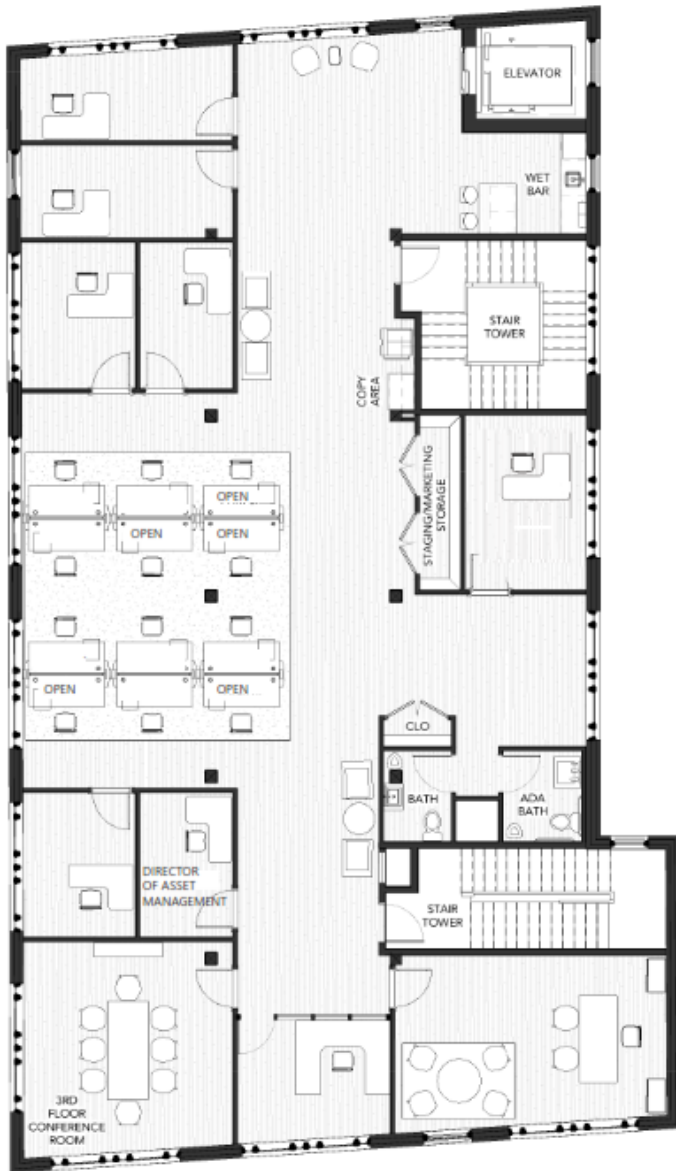 ELEVATOR
WET
BAR
STAIR
TOWER
COPY
AREA
STAGING/MARKETING
STORAGE
OPEN
OPEN
OPEN
OPEN
OPEN
CLO
BATH
ADA
BATH
DIRECTOR
OF ASSET
MANAGEMENT
STAIR
TOWER
3RD
FLOOR
CONFERENCE
ROOM